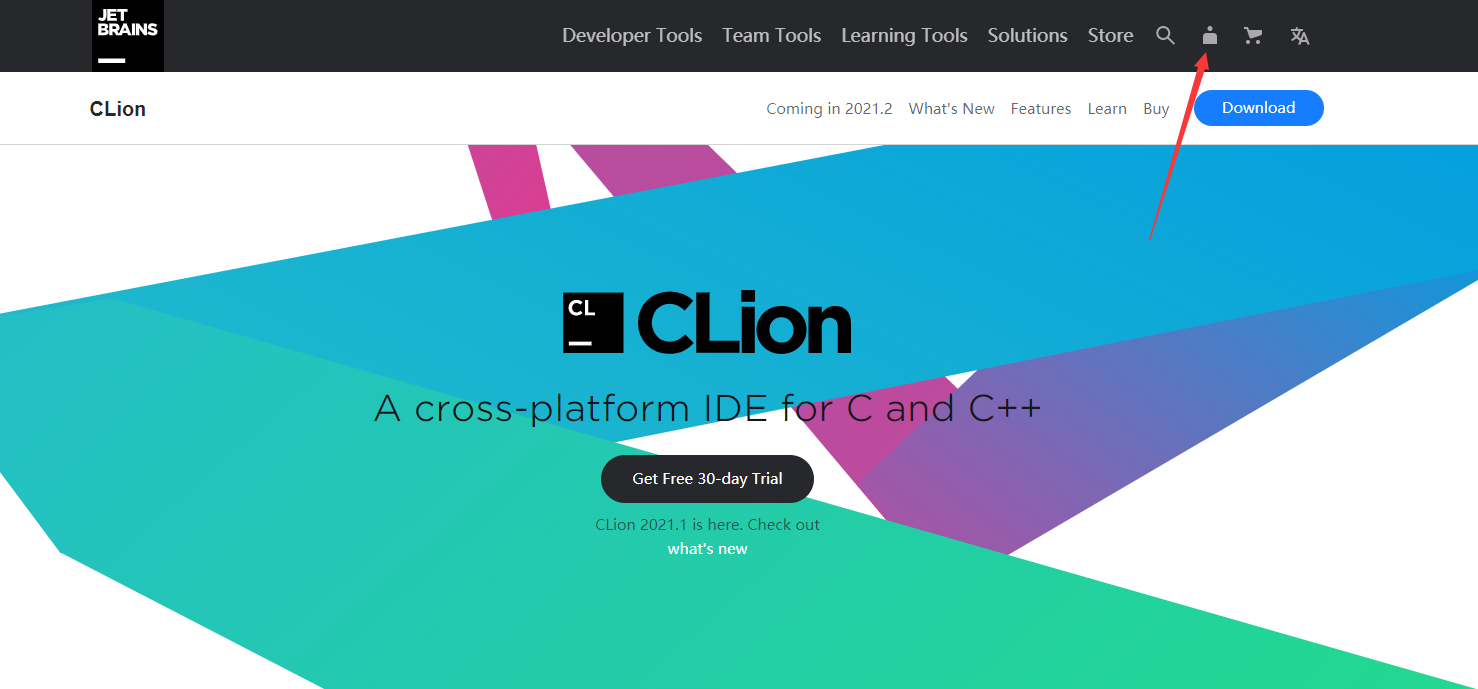 JET
BRAINS
Developer Tools Team Tools Learning Tools Solutions Store
CLion
Coming in 2021.2 What's New Features Learn Buy Download
CL
CLion
A cross-platform IDE for C and C++
Get Free 30-day Trial
CLion 2021.1 is here. Check out
what's new